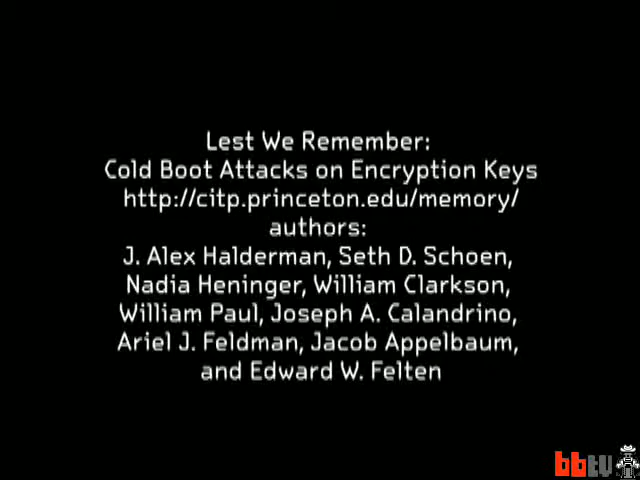 Lest We Remember:
Cold Boot Attacks on Encryption Keys
http://citp.princeton.edu/memory/
authors:
J. Alex Halderman, Seth D. Schoen,
Nadia Heninger, William Clarkson,
William Paul, Joseph A. Calandrino,
Ariel J. Feldman, Jacob Appelbaum,
and Edward W. Felten
bbtv